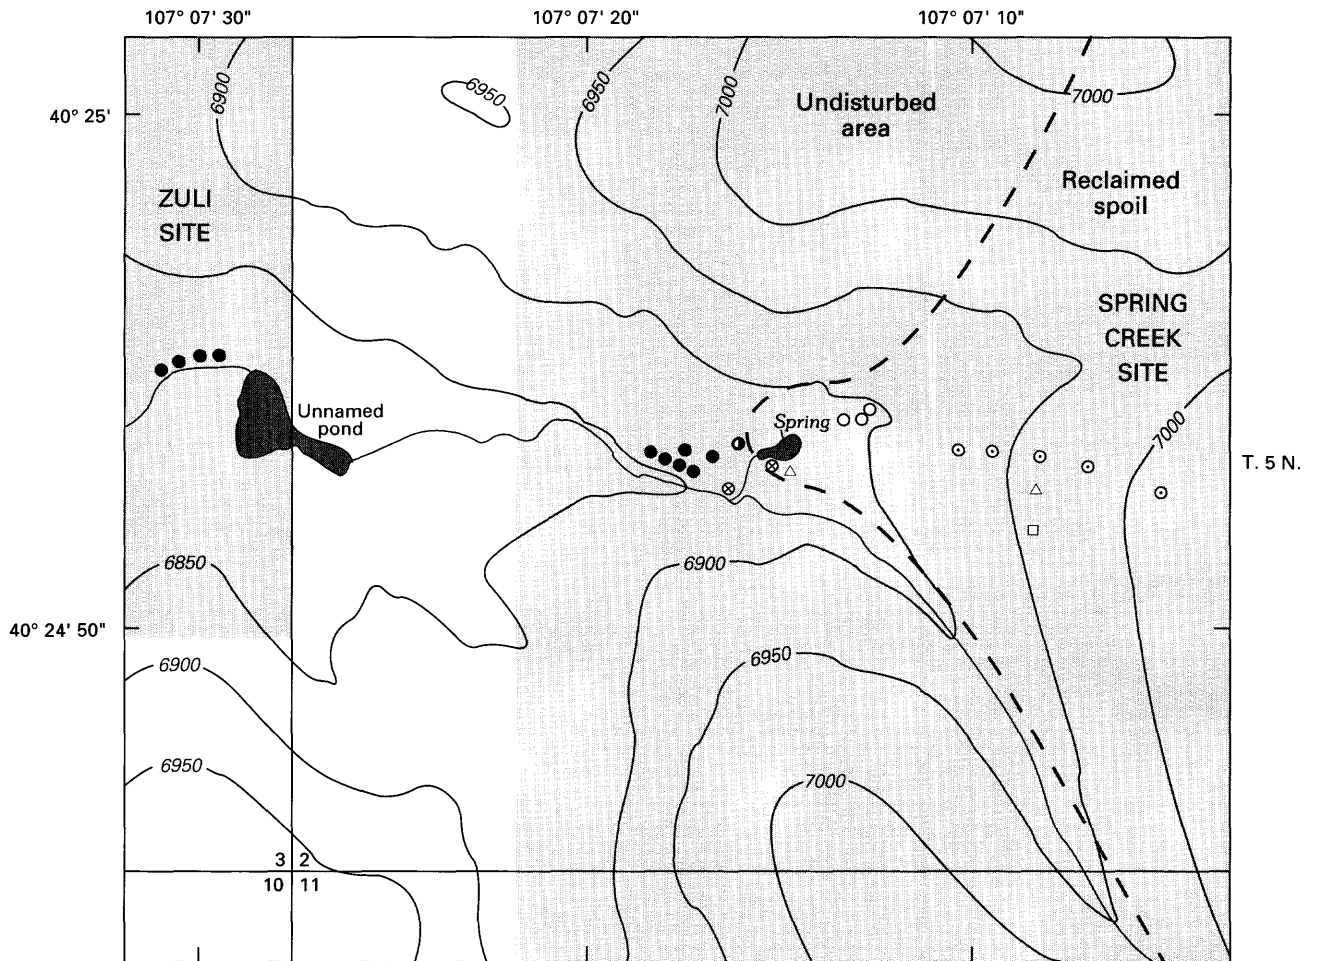 107° 07' 30" 107° 07' 20" 107° 07' 10"
6900
6950
6950
7000
7000
Undisturbed
area
40° 25'
Reclaimed
spoil
ZULI
SITE
SPRING
CREEK
SITE
Unnamed
pond
Spring
7000
T. 5 N.
6850
6900
40° 24' 50"
6900
6950
6950
7000
3 2
10 11